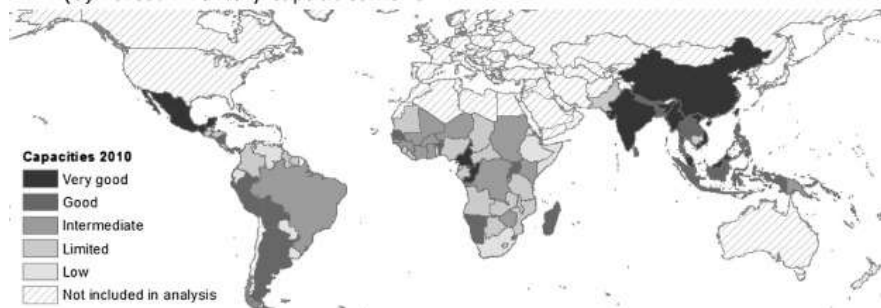 Capacities 2010
Very good
Good
Intermediate
Limited
Low
Not included in analysis